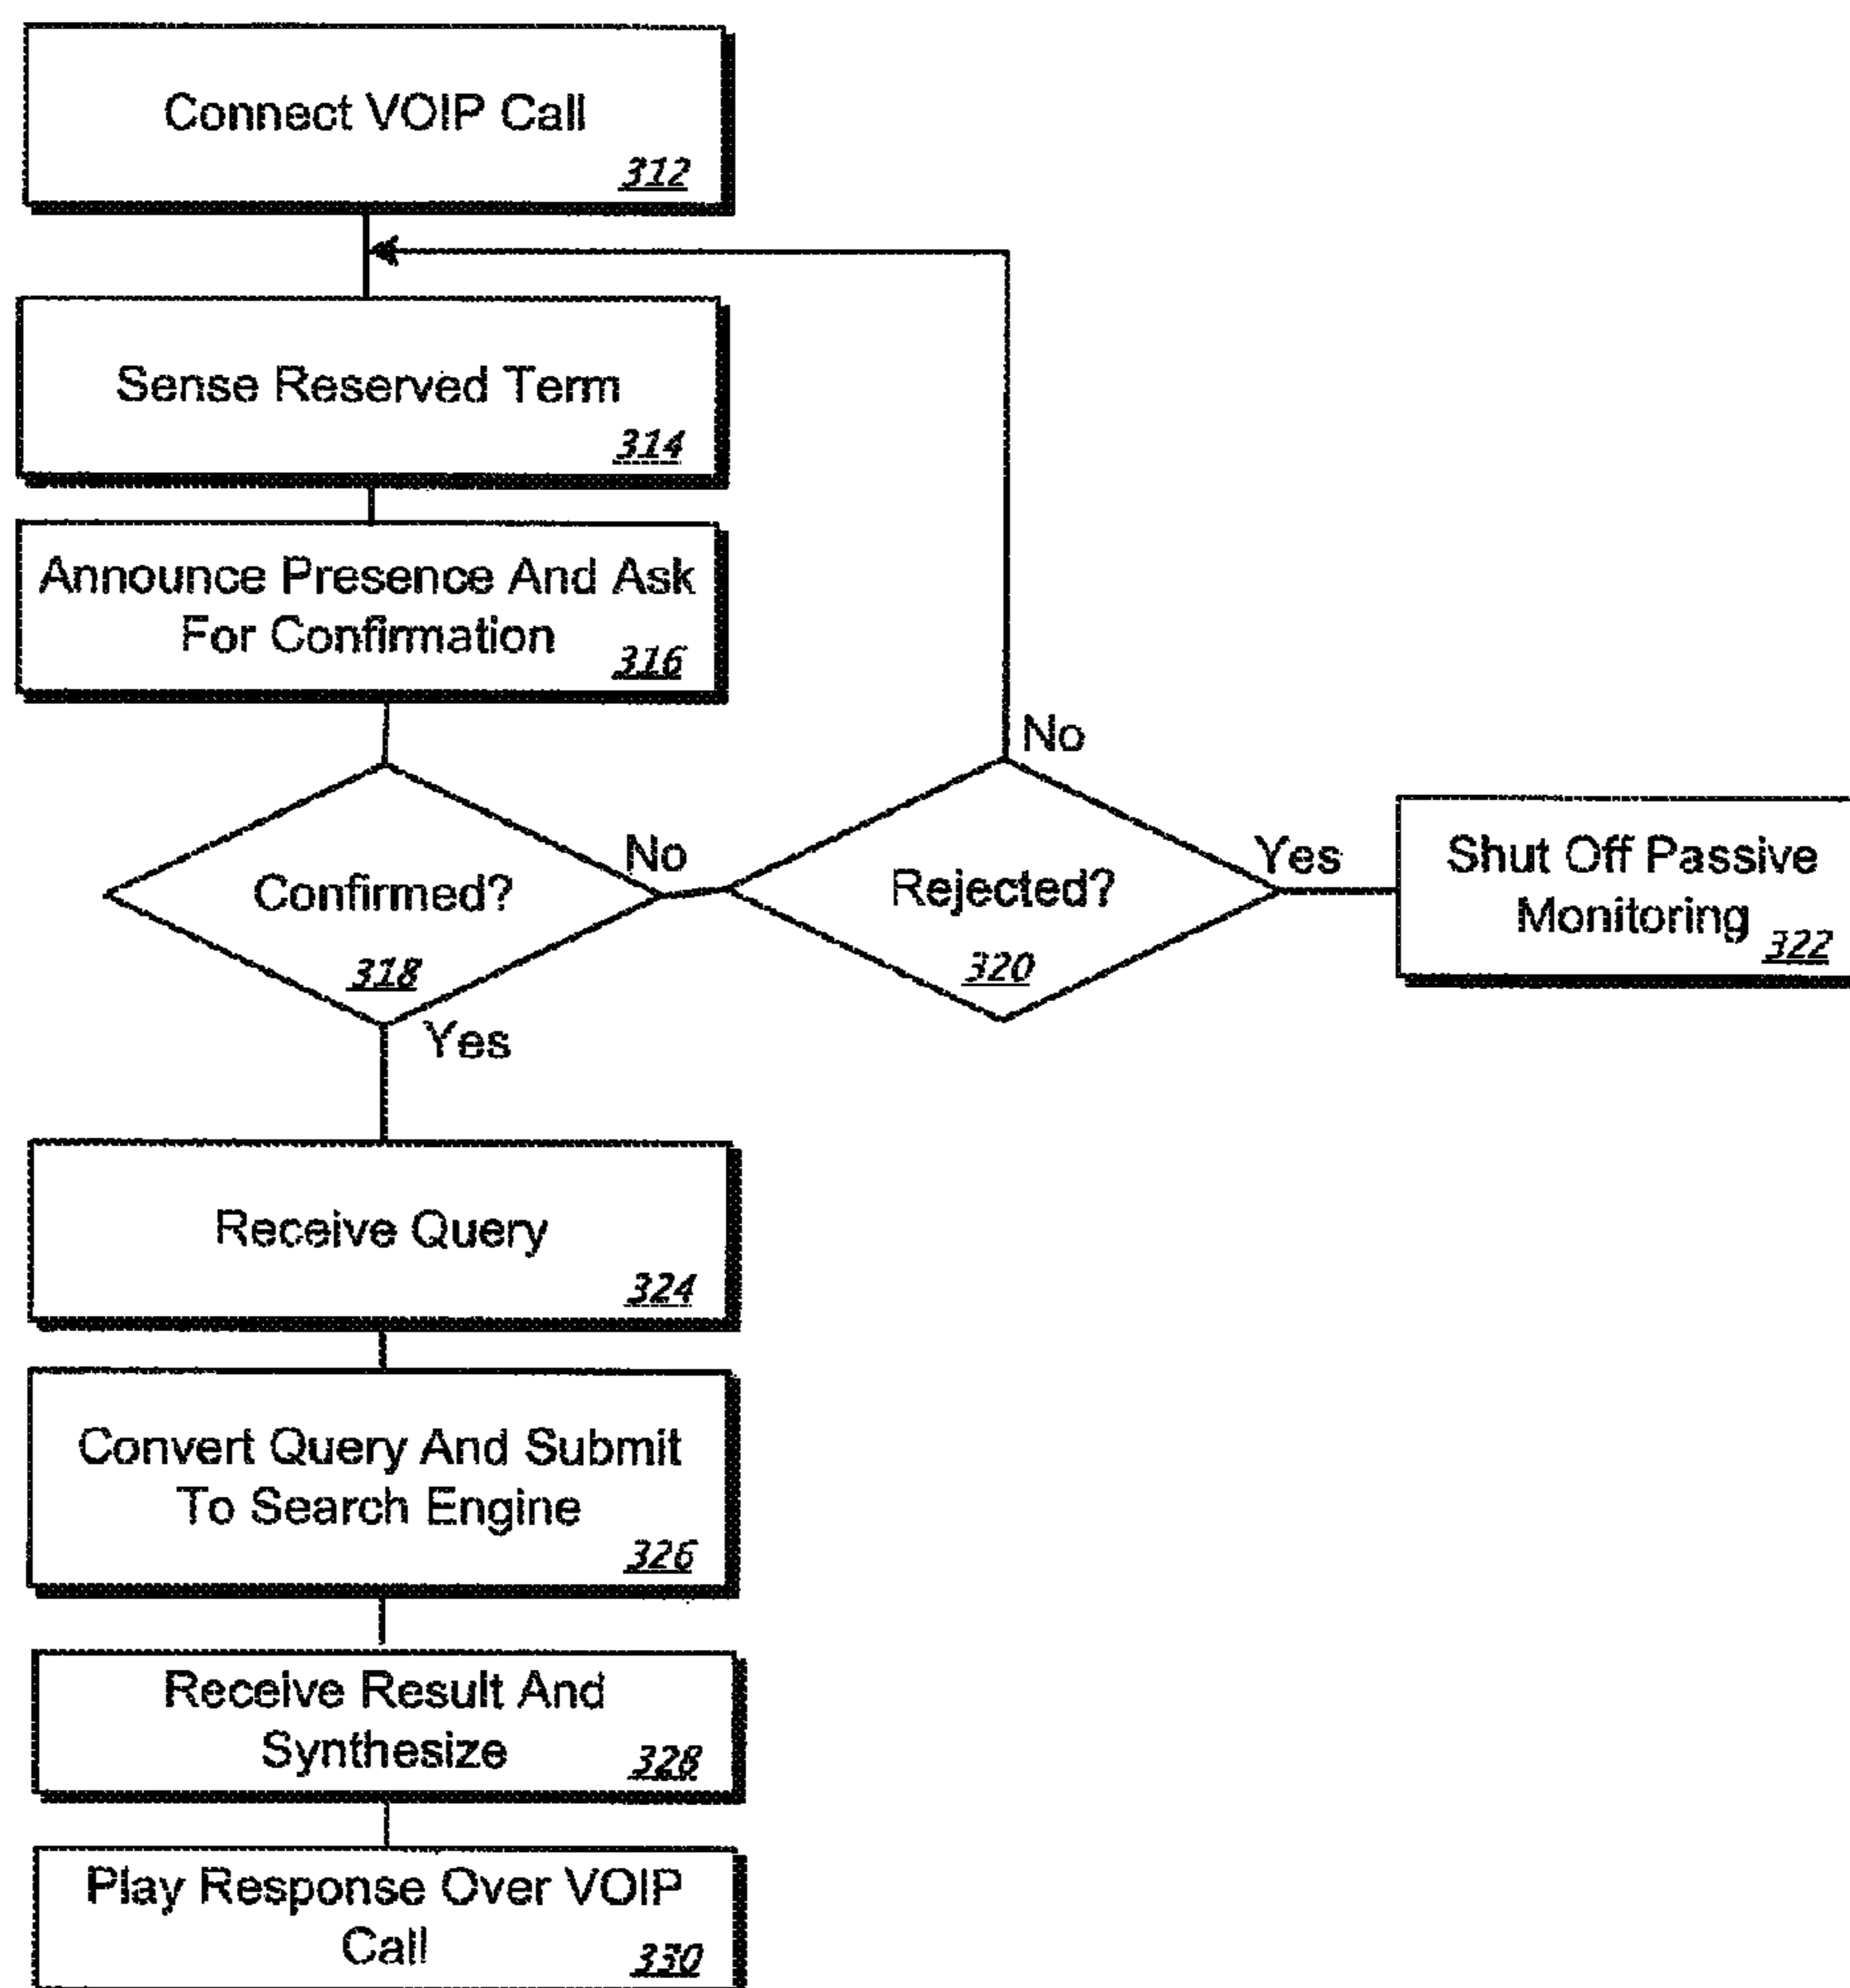 Connect VOIP Call
312
Sense Reserved Term
314
Announce Presence And Ask
For Confirmation
316
Confirmed?
318
No
Yes
Rejected?
320
No
Yes
Shut Off Passive
Monitoring
322
Receive Query
324
Convert Query And Submit
To Search Engine
326
Receive Result And
Synthesize
328
Play Response Over VOIP
Call
330